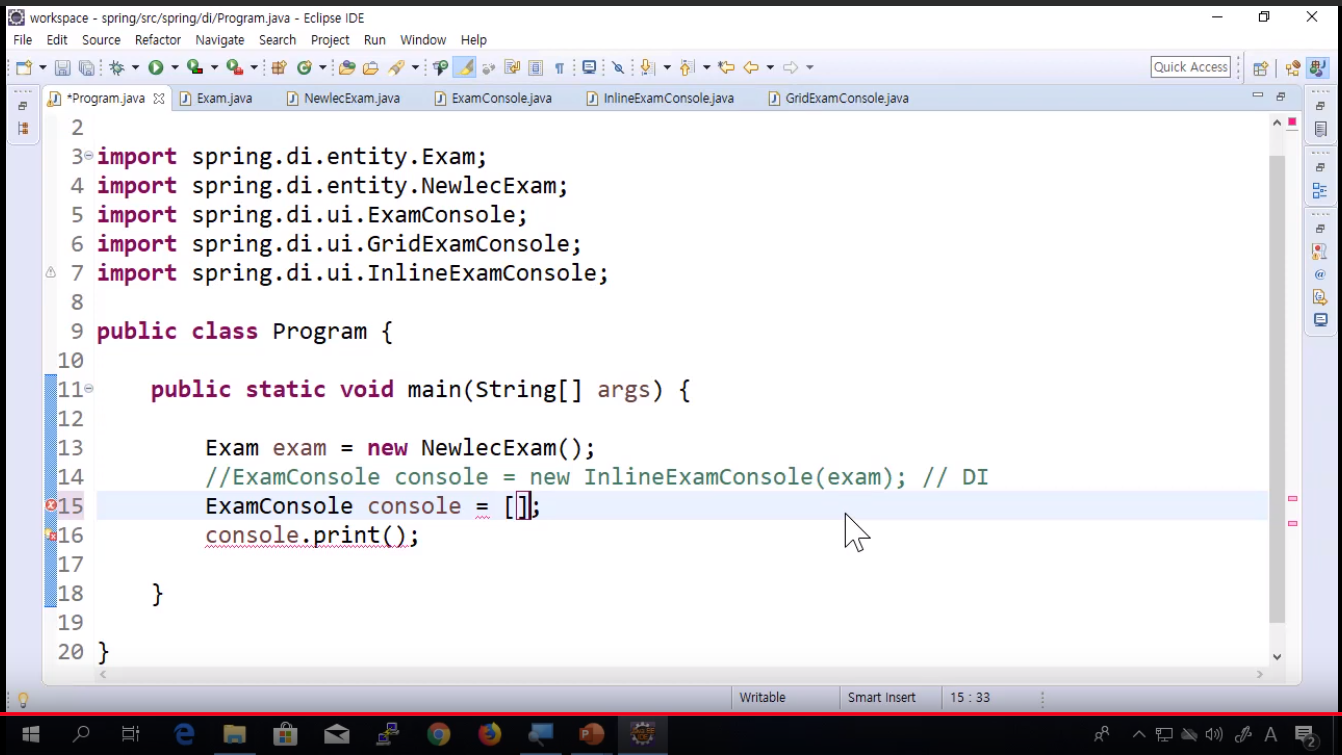 workspace - spring/src/spring/di/Program.java - Eclipse IDE
File Edit Source Refactor Navigate Search Project Run Window Help
Quick Access
*Program.java Exam.java NewlecExam.java ExamConsole.java InlineExamConsole.java GridExamConsole.java
2
3 import spring.di.entity.Exam;
4 import spring.di.entity.NewlecExam;
5 import spring.di.ui.ExamConsole;
6 import spring.di.ui.GridExamConsole;
7 import spring.di.ui.InlineExamConsole;
8
9 public class Program {
10
11 public static void main(String[] args) {
12
13 Exam exam = new NewlecExam();
14 //ExamConsole console = new InlineExamConsole(exam); // DI
15 ExamConsole console = [];
16 console.print();
17
18 }
19
20 }
Writable Smart Insert 15 : 33
A 2